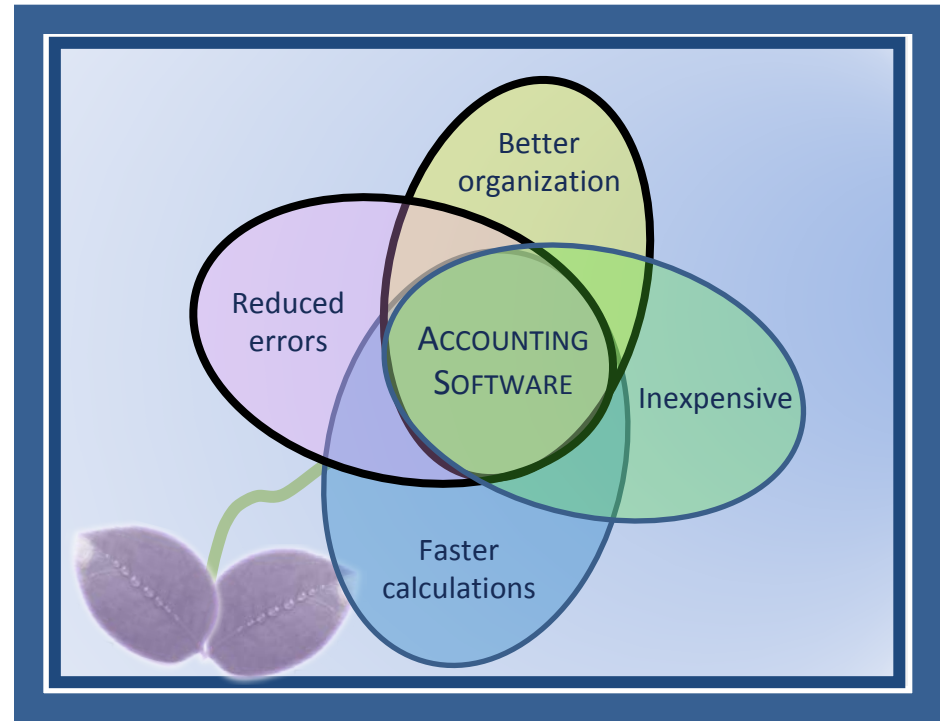 Better
organization
Reduced
errors
ACCOUNTING
SOFTWARE
Inexpensive
Faster
calculations